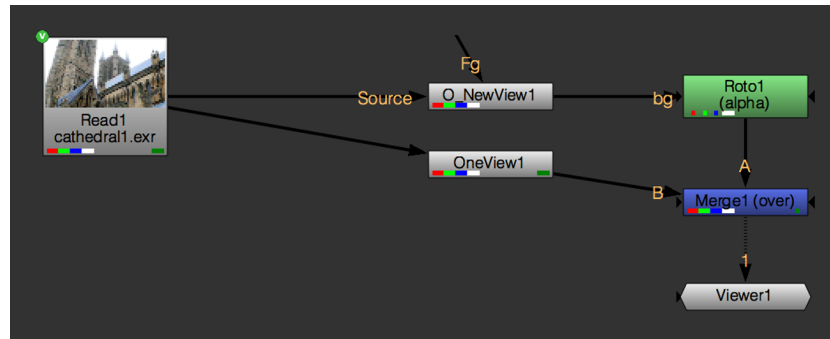 V
Fg
Source
O_NewView1
bg
Roto1
(alpha)
Read1
cathedral1.exr
OneView1
A
B
Merge1 (over)
1
Viewer1